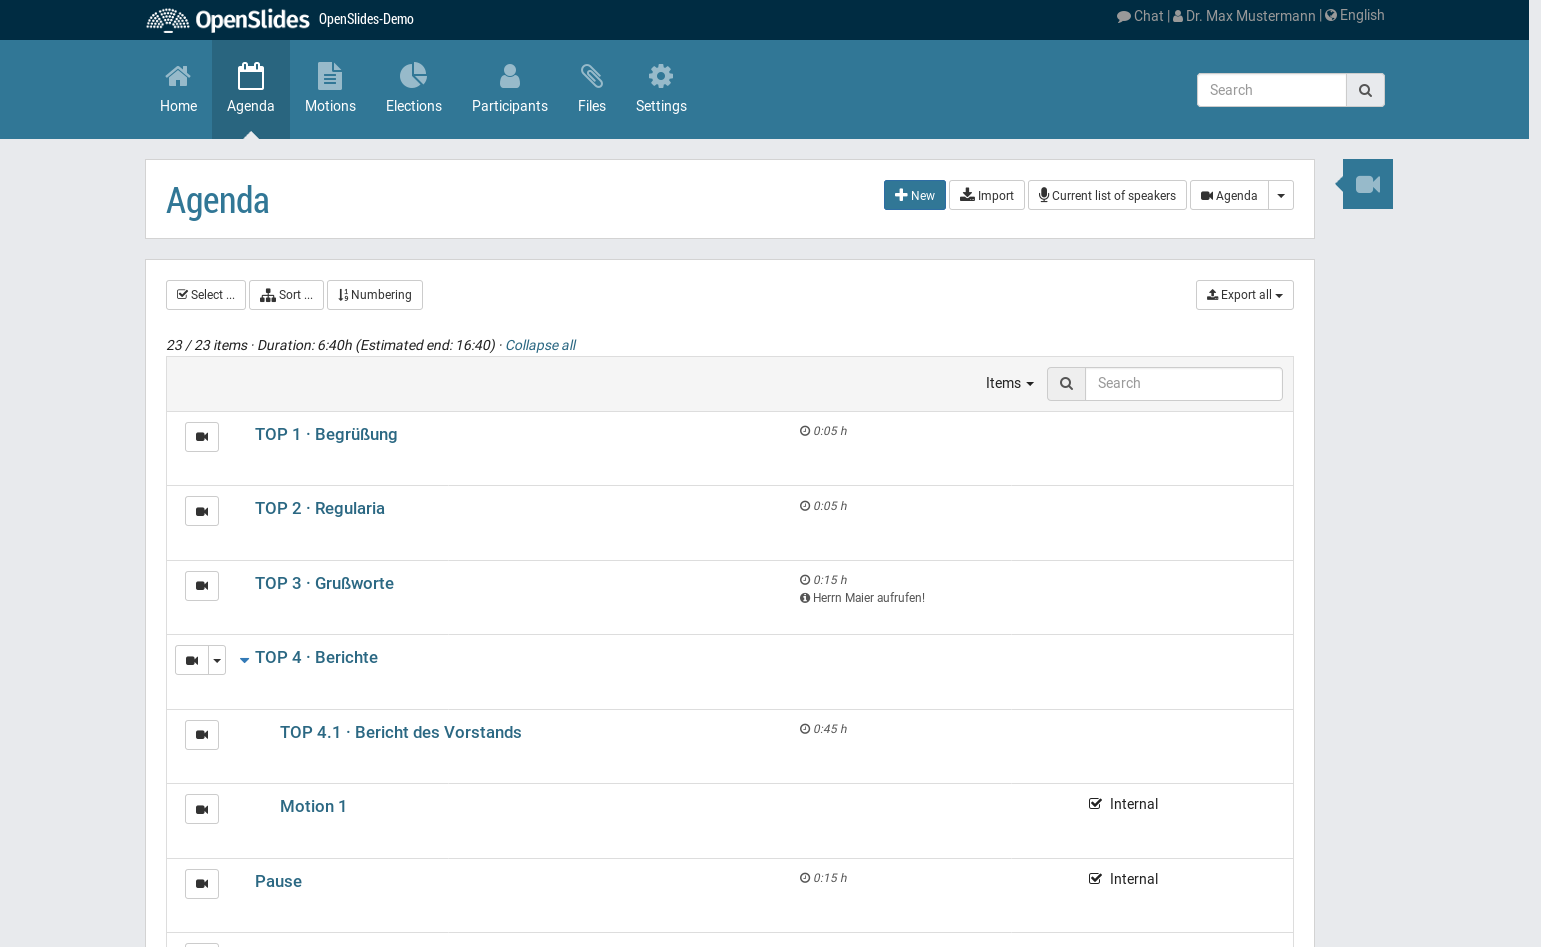 OpenSlides OpenSlides-Demo Chat | Dr. Max Mustermann | English
Home Agenda Motions Elections Participants Files Settings Search
Agenda New Import Current list of speakers Agenda
Select ... Sort ... Numbering Export all
23 / 23 items · Duration: 6:40h (Estimated end: 16:40) · Collapse all
Items Search
TOP 1 · Begrüßung 0:05 h
TOP 2 · Regularia 0:05 h
TOP 3 · Grußworte 0:15 h
Herrn Maier aufrufen!
TOP 4 · Berichte
TOP 4.1 · Bericht des Vorstands 0:45 h
Motion 1 Internal
Pause 0:15 h Internal